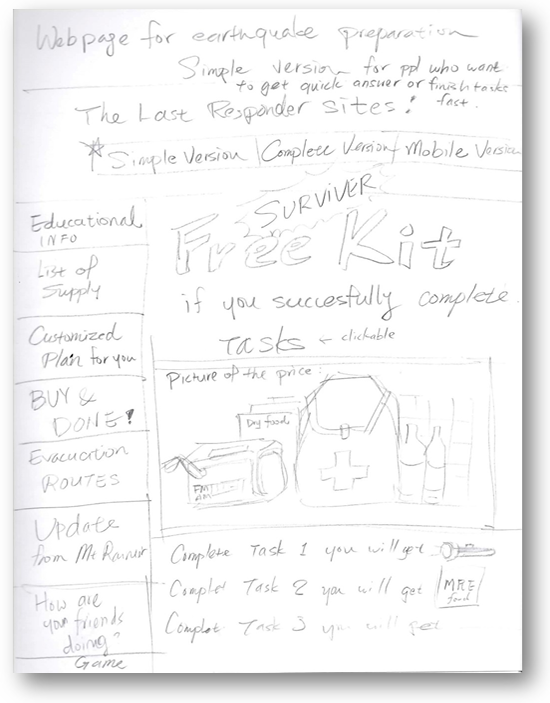 Webpage for earthquake preparation
Simple version for ppl who want
to get quick answer or finish tasks
fast.
The Last Responder sites!
Simple Version | Complete Version | Mobile Version
SURVIVER
Free Kit
if you succesfully complete.
TASKS ← clickable
Educational
INFO
List of
Supply
Customized
Plan for you
BUY &
DONE!
Evacuation
ROUTES
Update
from Mt Rainier
How are
your friends
doing?
Game
Picture of the price:
Dry food
FM
AM
Complete Task 1 you will get
Complet Task 2 you will get
MRE
food
Complet Task 3 you will get ...